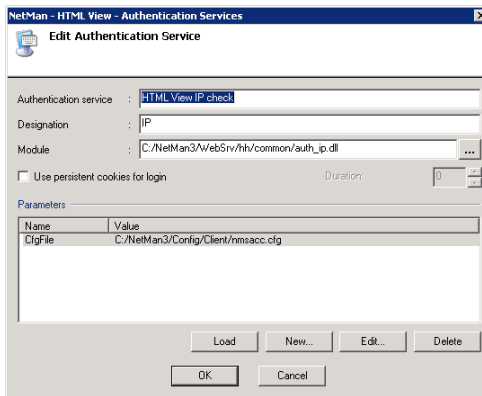 NetMan - HTML View - Authentication Services
Edit Authentication Service
Authentication service : HTML View IP check
Designation : IP
Module : C:/NetMan3/WebSrv/hh/common/auth_ip.dll ...
Use persistent cookies for login Duration: 0
Parameters
Name Value
CfgFile C:/NetMan3/Config/Client/nmsacc.cfg
Load New... Edit... Delete
OK Cancel